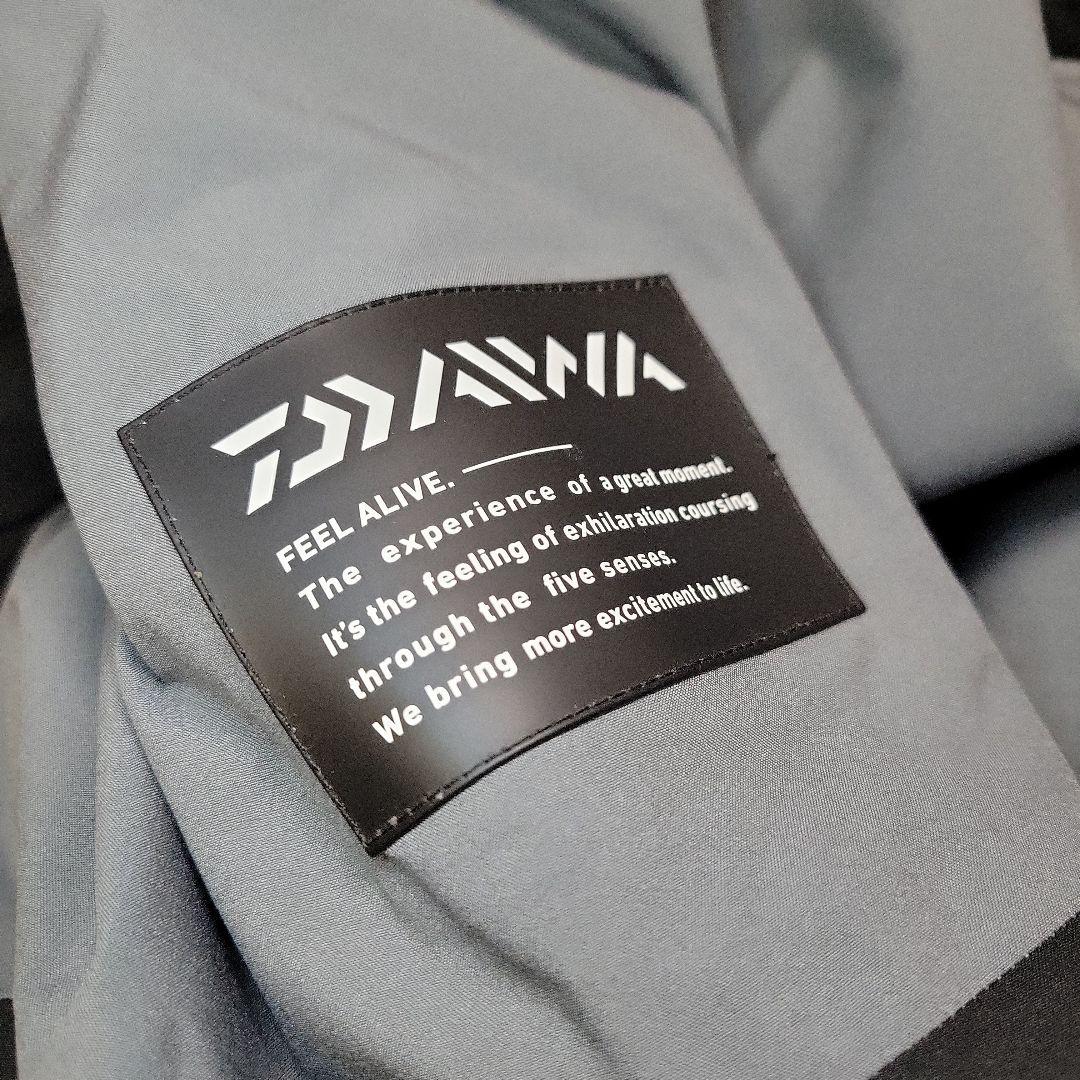 DAIWA
FEEL ALIVE.
The experience of a great moment.
It's the feeling of exhilaration coursing
through the five senses.
We bring more excitement to life.